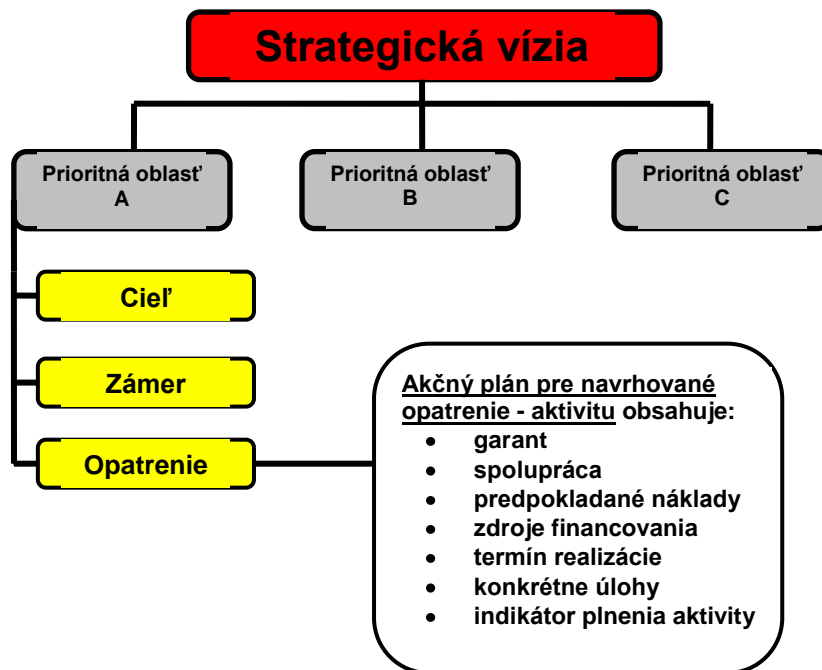 Strategická vízia
Prioritná oblasť
A
Prioritná oblasť
B
Prioritná oblasť
C
Cieľ
Zámer
Opatrenie
Akčný plán pre navrhované
opatrenie - aktivitu obsahuje:
• garant
• spolupráca
• predpokladané náklady
• zdroje financovania
• termín realizácie
• konkrétne úlohy
• indikátor plnenia aktivity